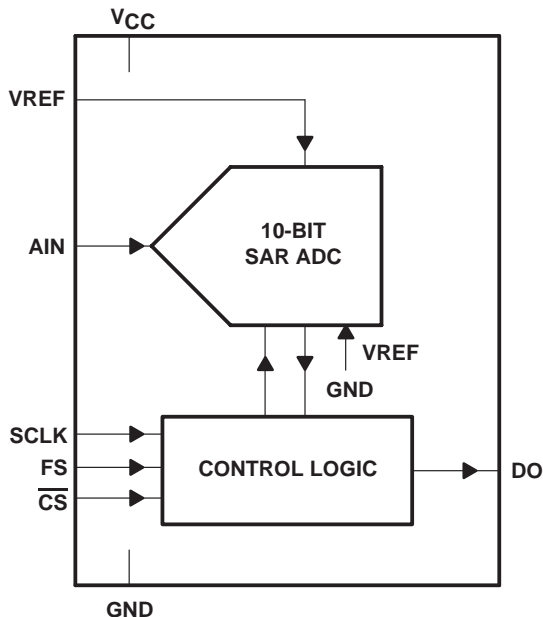 VCC
VREF
10-BIT
SAR ADC
AIN
VREF
GND
SCLK
FS
CS
CONTROL LOGIC
DO
GND